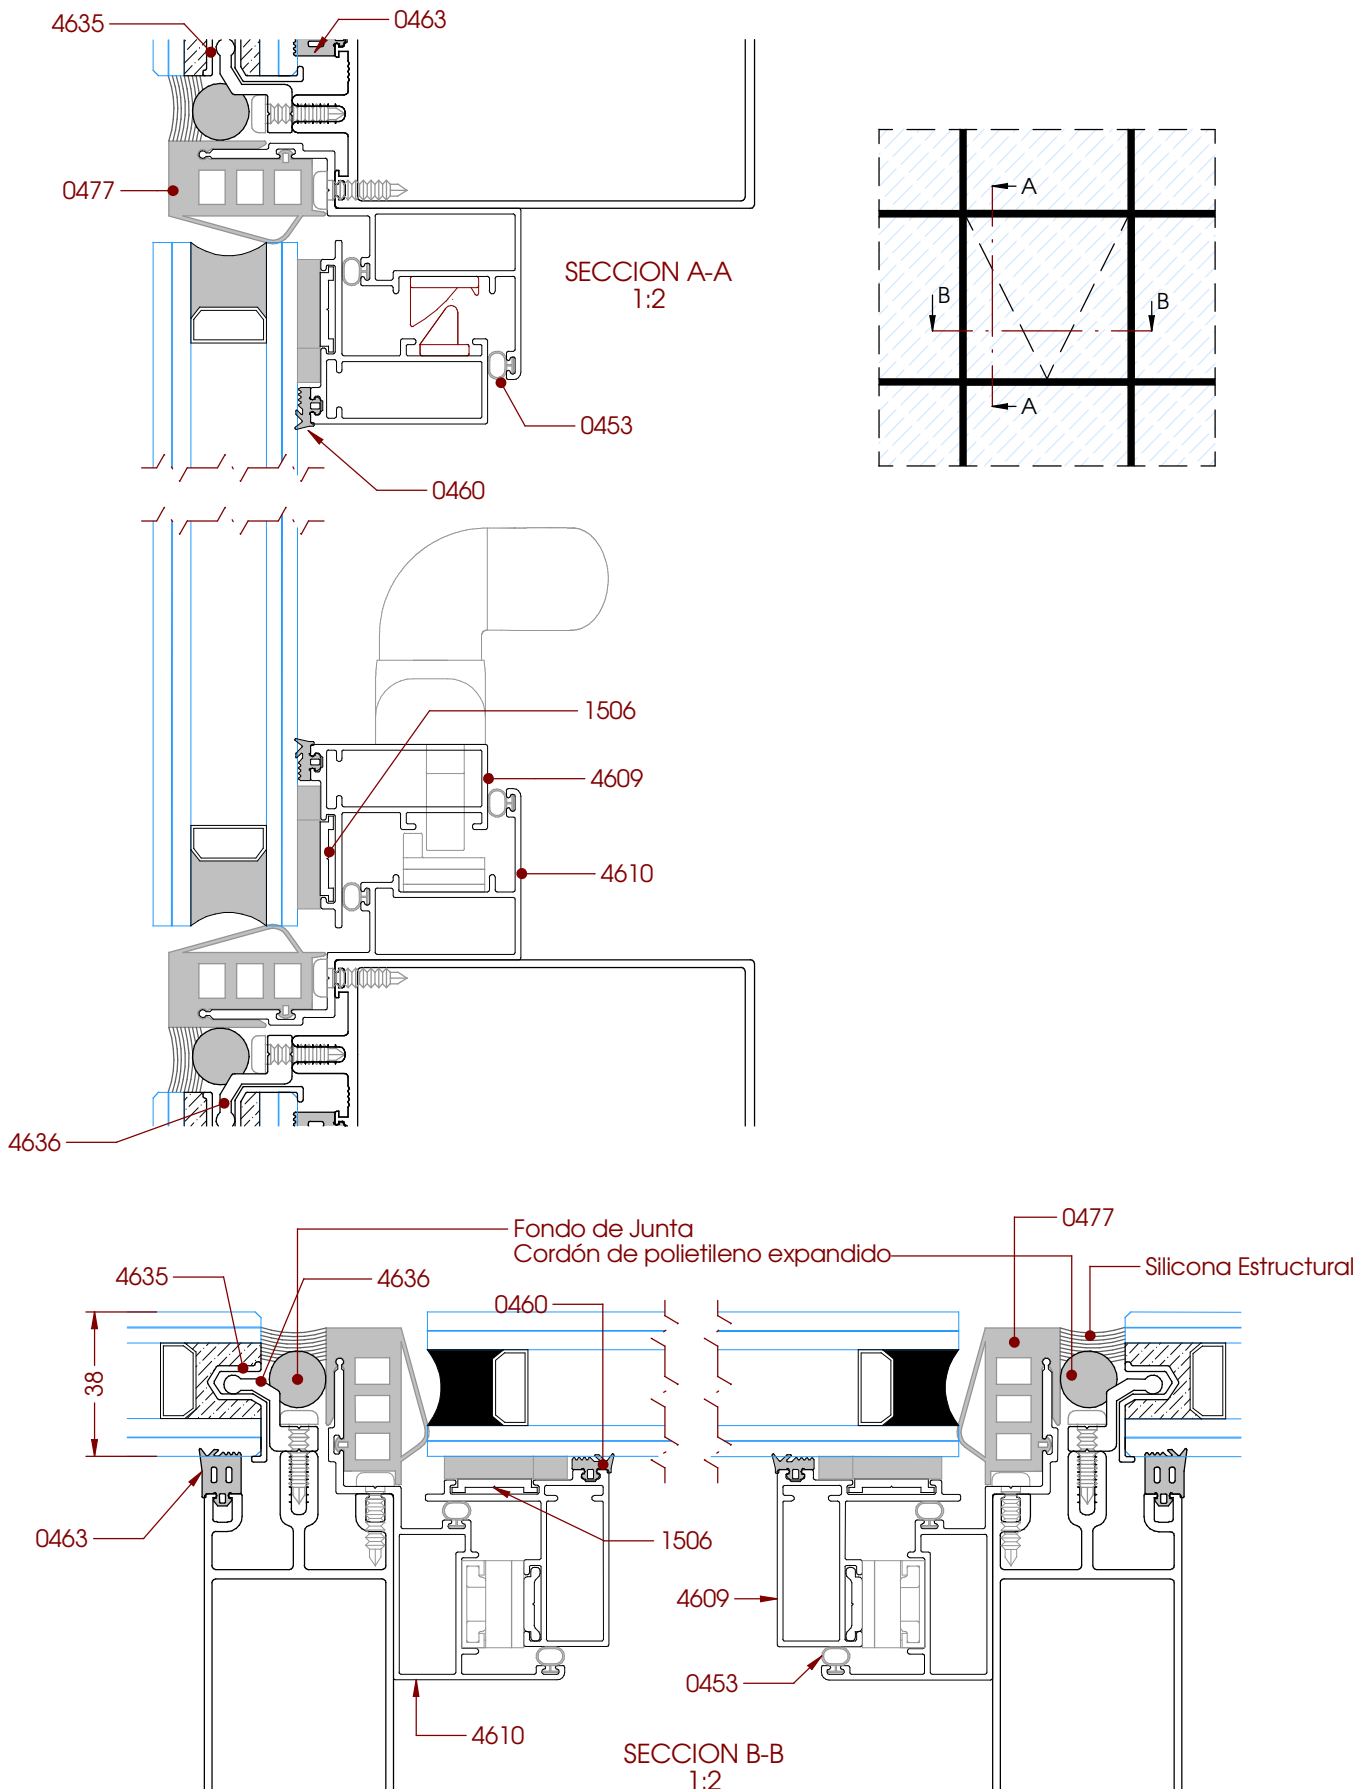 4635
0463
0477
SECCION A-A
1:2
A
B
B
A
0453
0460
1506
4609
4610
4636
Fondo de Junta
Cordón de polietileno expandido
0477
Silicona Estructural
4635
4636
0460
38
0463
1506
4609
0453
4610
SECCION B-B
1:2